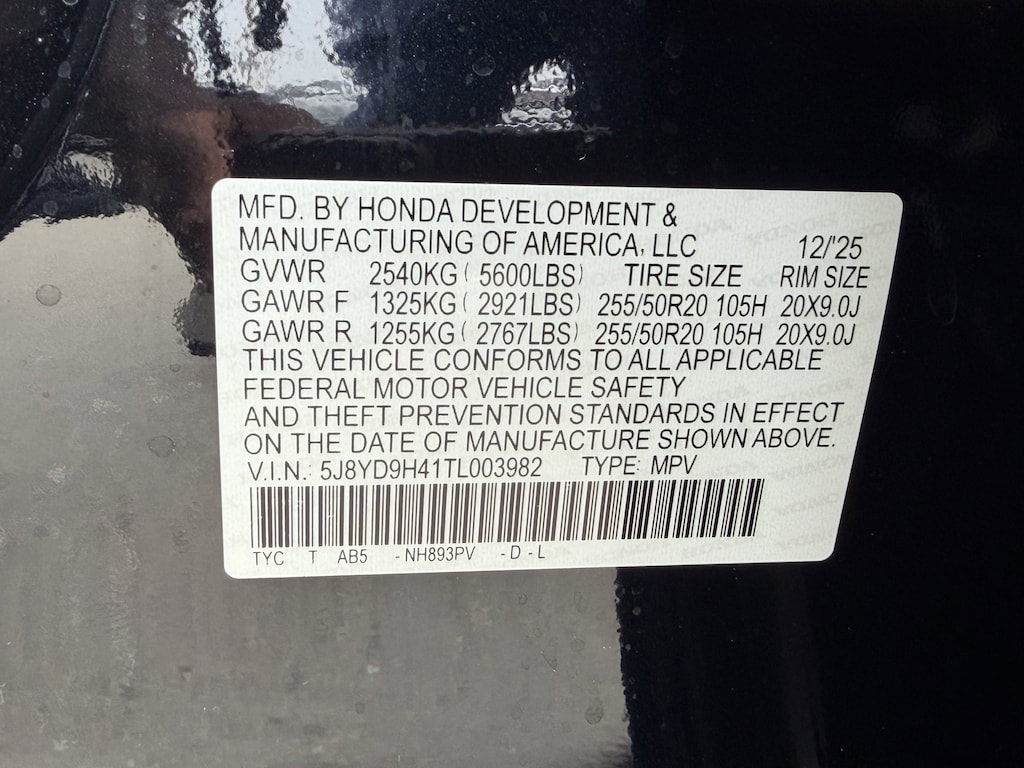 MFD. BY HONDA DEVELOPMENT &
MANUFACTURING OF AMERICA, LLC 12/'25
GVWR 2540KG ( 5600LBS) TIRE SIZE RIM SIZE
GAWR F 1325KG ( 2921LBS) 255/50R20 105H 20X9.0J
GAWR R 1255KG ( 2767LBS) 255/50R20 105H 20X9.0J
THIS VEHICLE CONFORMS TO ALL APPLICABLE
FEDERAL MOTOR VEHICLE SAFETY
AND THEFT PREVENTION STANDARDS IN EFFECT
ON THE DATE OF MANUFACTURE SHOWN ABOVE.
V.I.N.: 5J8YD9H41TL003982 TYPE: MPV
TYC T AB5 -NH893PV -D-L